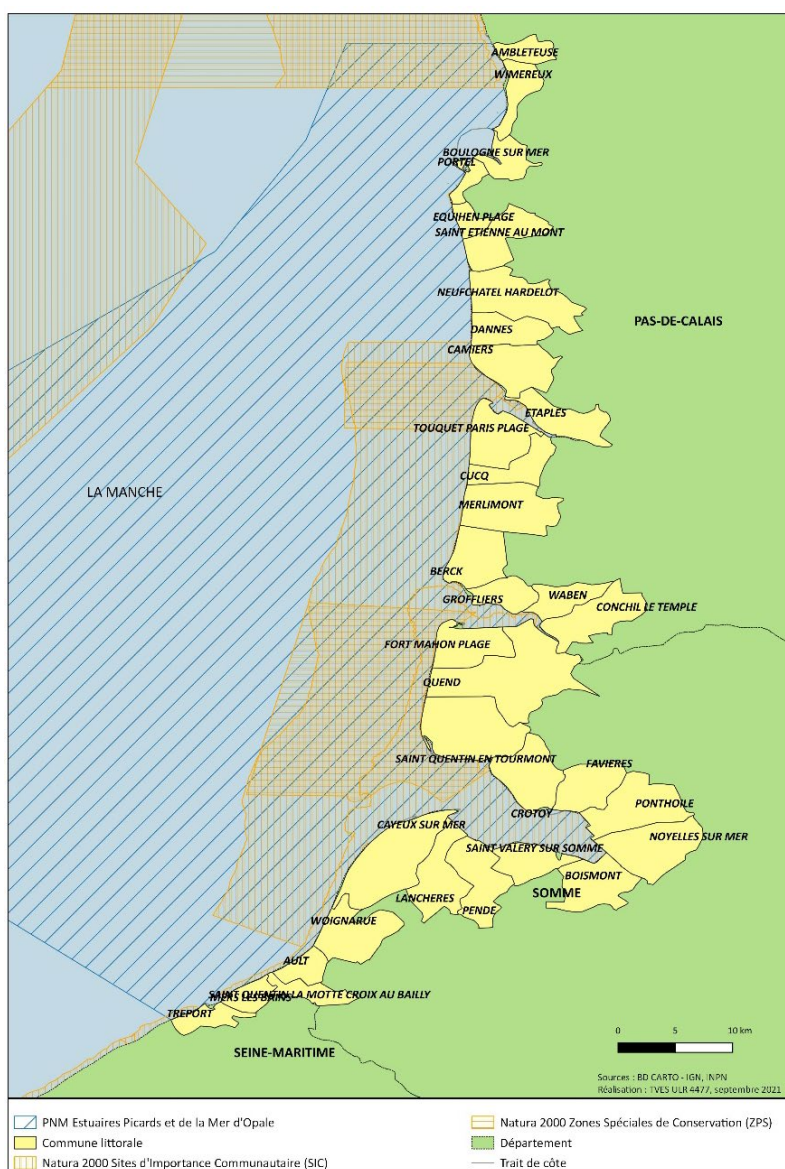 AMBLETEUSE
WIMEREUX
BOULOGNE SUR MER
PORTEL
EQUIHEN PLAGE
SAINT ETIENNE AU MONT
NEUFCHATEL HARDELOT
PAS-DE-CALAIS
DANNES
CAMIERS
ETAPLES
TOUQUET PARIS PLAGE
CUCQ
LA MANCHE
MERLIMONT
BERCK
GROFFLIERS
WABEN
CONCHIL LE TEMPLE
FORT MAHON PLAGE
QUEND
SAINT QUENTIN EN TOURMONT
FAVIERES
PONTHOILE
CROTOY
CAYEUX SUR MER
NOYELLES SUR MER
SAINT VALERY SUR SOMME
BOISMONT
LANCHERES
SOMME
PENDE
WOIGNARUE
AULT
SAINT QUENTIN LA MOTTE CROIX AU BAILLY
MERS LES BAINS
TREPORT
SEINE-MARITIME
0 5 10 km
Sources : BD CARTO - IGN, INPN
Réalisation : TVES ULR 4477, septembre 2021
PNM Estuaires Picards et de la Mer d'Opale
Commune littorale
Natura 2000 Sites d'Importance Communautaire (SIC)
Natura 2000 Zones Spéciales de Conservation (ZPS)
Département
Trait de côte